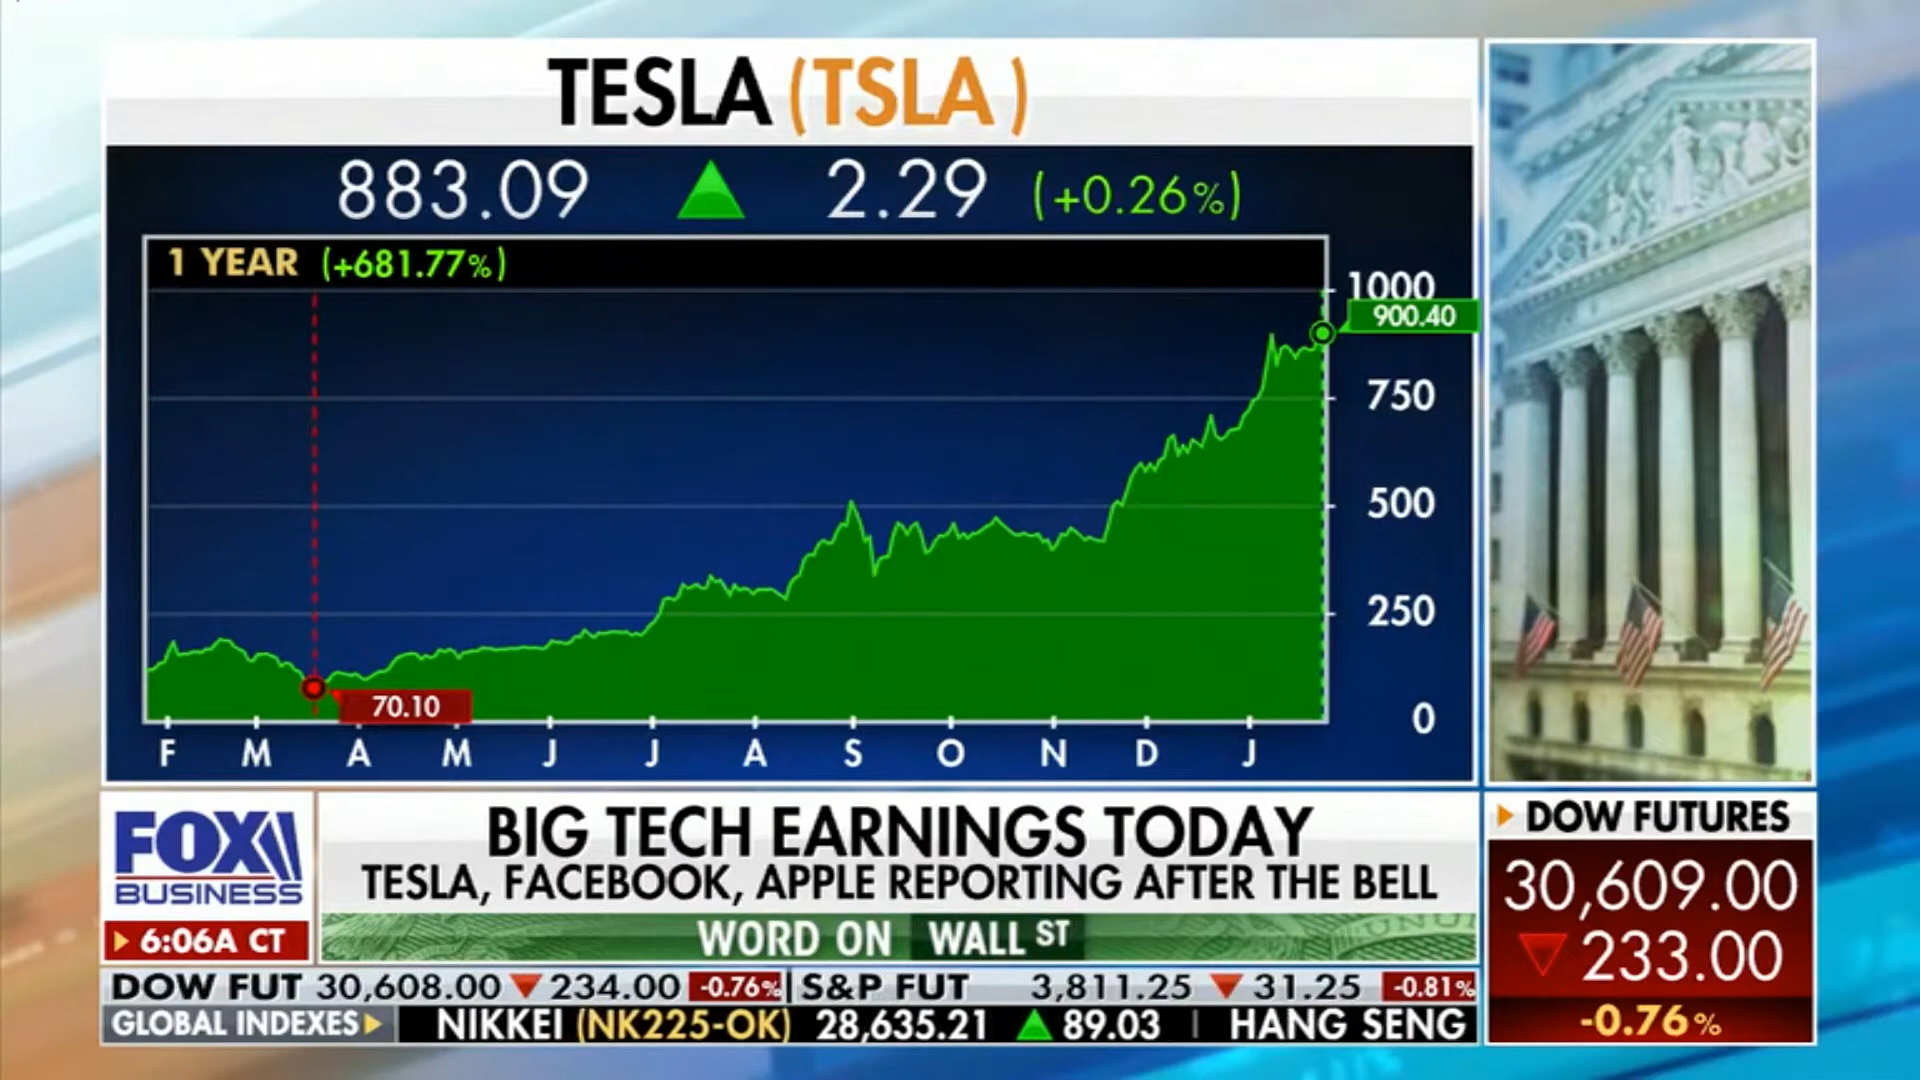 TESLA (TSLA )
883.09 ▲ 2.29 (+0.26%)
1 YEAR (+681.77%)
1000
900.40
750
500
250
0
70.10
F M A M J J A S O N D J
FOX
BUSINESS
6:06A CT
BIG TECH EARNINGS TODAY
TESLA, FACEBOOK, APPLE REPORTING AFTER THE BELL
WORD ON WALL ST
DOW FUTURES
30,609.00
▼ 233.00
-0.76%
DOW FUT 30,608.00 ▼ 234.00 -0.76% S&P FUT 3,811.25 ▼ 31.25 -0.81%
GLOBAL INDEXES NIKKEI (NK225-OK) 28,635.21 ▲ 89.03 | HANG SENG